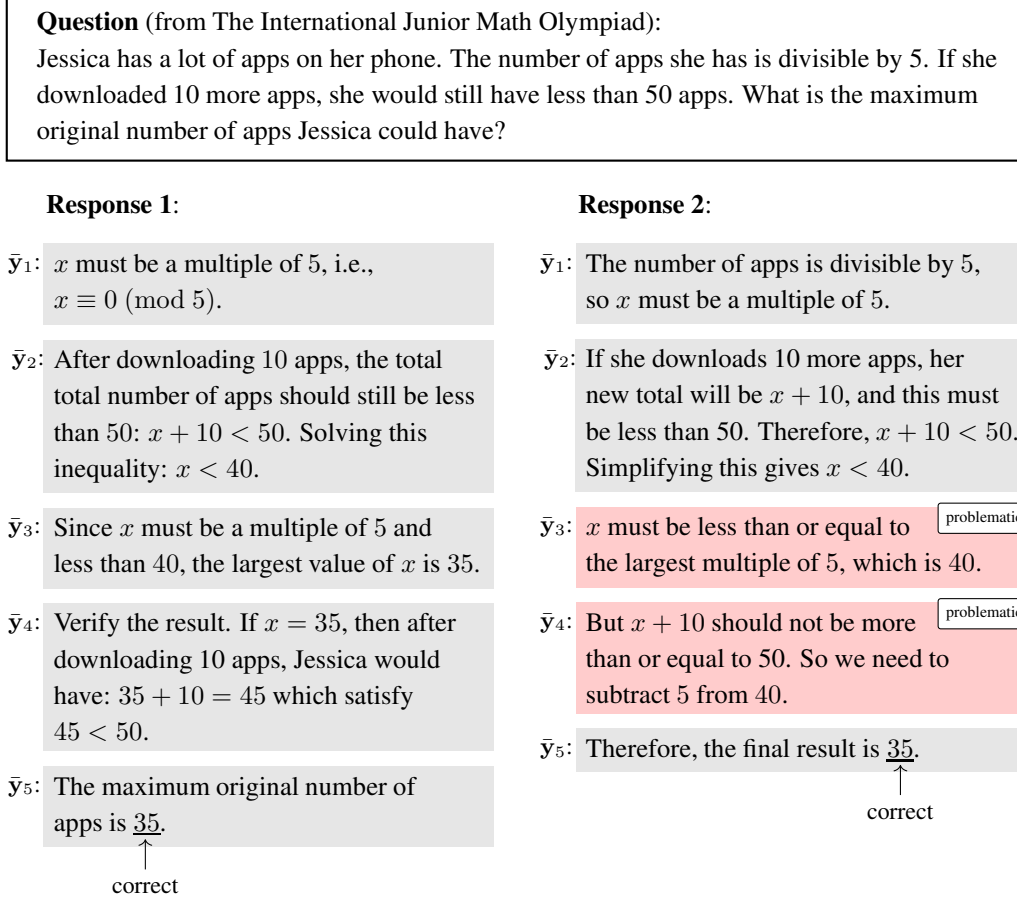 Question (from The International Junior Math Olympiad):
Jessica has a lot of apps on her phone. The number of apps she has is divisible by 5. If she
downloaded 10 more apps, she would still have less than 50 apps. What is the maximum
original number of apps Jessica could have?
Response 1:
ȳ₁: x must be a multiple of 5, i.e.,
x ≡ 0 (mod 5).
ȳ₂: After downloading 10 apps, the total
total number of apps should still be less
than 50: x + 10 < 50. Solving this
inequality: x < 40.
ȳ₃: Since x must be a multiple of 5 and
less than 40, the largest value of x is 35.
ȳ₄: Verify the result. If x = 35, then after
downloading 10 apps, Jessica would
have: 35 + 10 = 45 which satisfy
45 < 50.
ȳ₅: The maximum original number of
apps is 35.
correct
Response 2:
ȳ₁: The number of apps is divisible by 5,
so x must be a multiple of 5.
ȳ₂: If she downloads 10 more apps, her
new total will be x + 10, and this must
be less than 50. Therefore, x + 10 < 50.
Simplifying this gives x < 40.
problematic
ȳ₃: x must be less than or equal to
the largest multiple of 5, which is 40.
problematic
ȳ₄: But x + 10 should not be more
than or equal to 50. So we need to
subtract 5 from 40.
ȳ₅: Therefore, the final result is 35.
correct